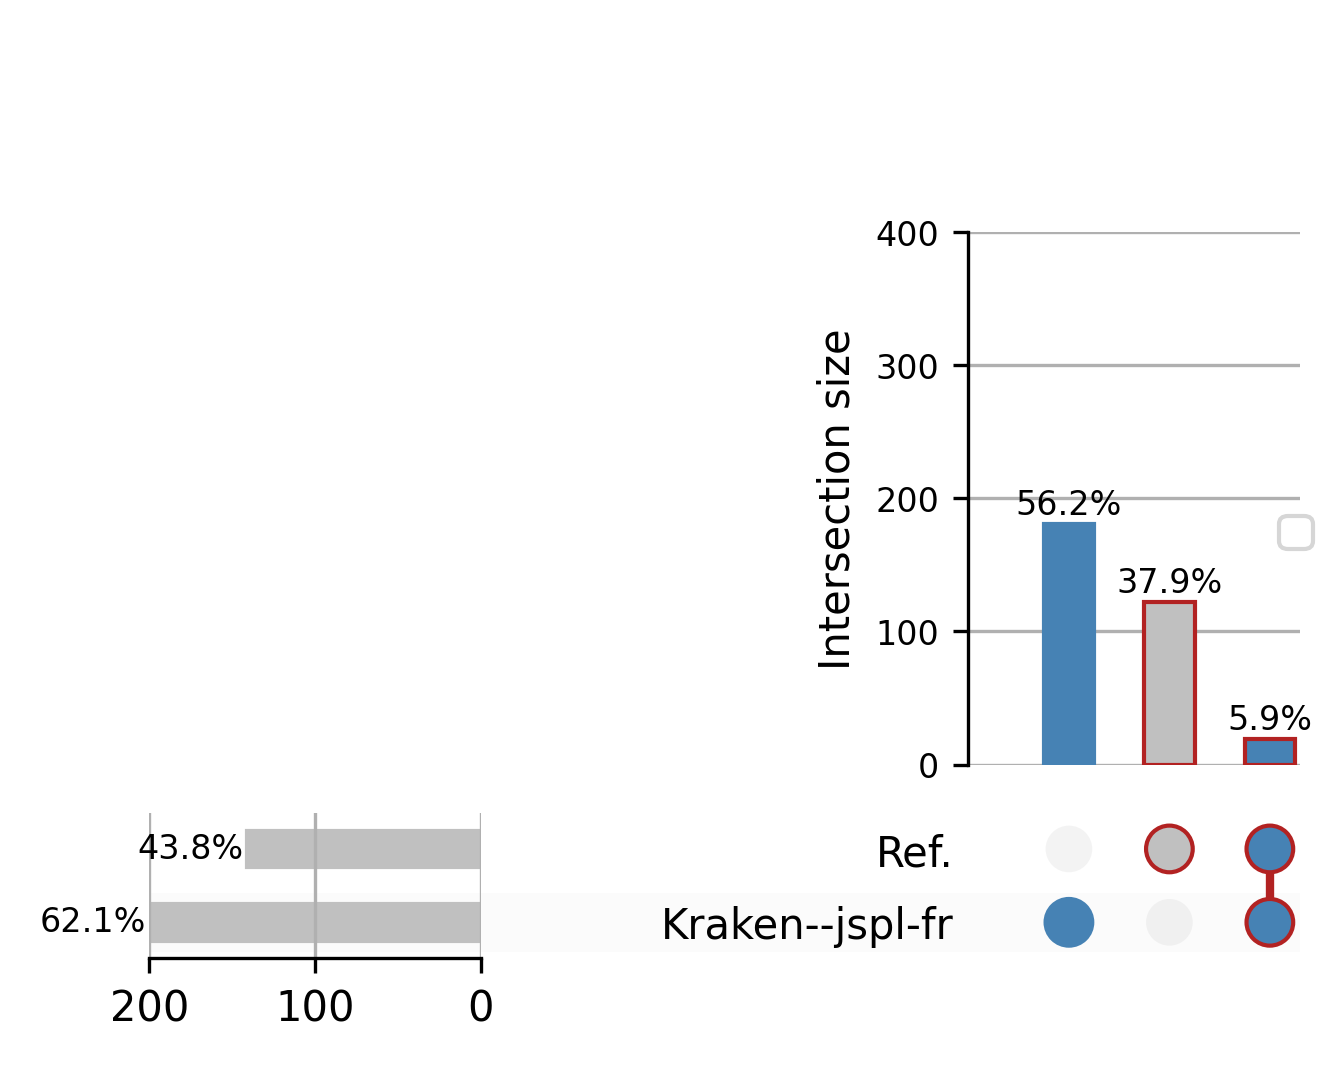 400
300
200
100
0
Intersection size
56.2%
37.9%
5.9%
43.8%
62.1%
Ref.
Kraken--jspl-fr
200 100 0